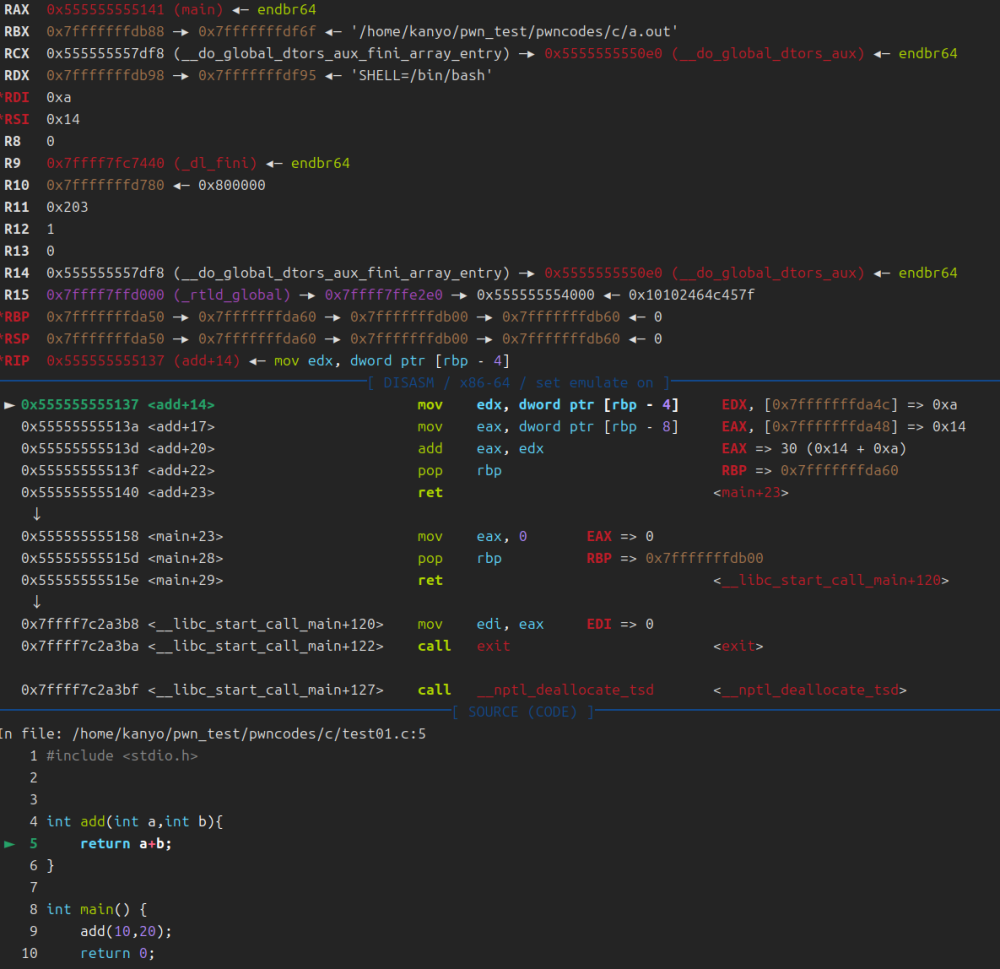 RAX 0x555555555141 (main) ◂— endbr64
RBX 0x7fffffffdb88 —▸ 0x7fffffffdf6f ◂— '/home/kanyo/pwn_test/pwncodes/c/a.out'
RCX 0x555555557df8 (__do_global_dtors_aux_fini_array_entry) —▸ 0x5555555550e0 (__do_global_dtors_aux) ◂— endbr64
RDX 0x7fffffffdb98 —▸ 0x7fffffffdf95 ◂— 'SHELL=/bin/bash'
*RDI 0xa
*RSI 0x14
R8 0
R9 0x7ffff7fc7440 (_dl_fini) ◂— endbr64
R10 0x7fffffffd780 ◂— 0x800000
R11 0x203
R12 1
R13 0
R14 0x555555557df8 (__do_global_dtors_aux_fini_array_entry) —▸ 0x5555555550e0 (__do_global_dtors_aux) ◂— endbr64
R15 0x7ffff7ffd000 (_rtld_global) —▸ 0x7ffff7ffe2e0 —▸ 0x555555554000 ◂— 0x10102464c457f
*RBP 0x7fffffffda50 —▸ 0x7fffffffda60 —▸ 0x7fffffffdb00 —▸ 0x7fffffffdb60 ◂— 0
*RSP 0x7fffffffda50 —▸ 0x7fffffffda60 —▸ 0x7fffffffdb00 —▸ 0x7fffffffdb60 ◂— 0
*RIP 0x555555555137 (add+14) ◂— mov edx, dword ptr [rbp - 4]
[ DISASM / x86-64 / set emulate on ]
► 0x555555555137 <add+14> mov edx, dword ptr [rbp - 4] EDX, [0x7fffffffda4c] => 0xa
0x55555555513a <add+17> mov eax, dword ptr [rbp - 8] EAX, [0x7fffffffda48] => 0x14
0x55555555513d <add+20> add eax, edx EAX => 30 (0x14 + 0xa)
0x55555555513f <add+22> pop rbp RBP => 0x7fffffffda60
0x555555555140 <add+23> ret <main+23>
↓
0x555555555158 <main+23> mov eax, 0 EAX => 0
0x55555555515d <main+28> pop rbp RBP => 0x7fffffffdb00
0x55555555515e <main+29> ret <__libc_start_call_main+120>
↓
0x7ffff7c2a3b8 <__libc_start_call_main+120> mov edi, eax EDI => 0
0x7ffff7c2a3ba <__libc_start_call_main+122> call exit <exit>
0x7ffff7c2a3bf <__libc_start_call_main+127> call __nptl_deallocate_tsd <__nptl_deallocate_tsd>
[ SOURCE (CODE) ]
In file: /home/kanyo/pwn_test/pwncodes/c/test01.c:5
1 #include <stdio.h>
2
3
4 int add(int a,int b){
► 5 return a+b;
6 }
7
8 int main() {
9 add(10,20);
10 return 0;